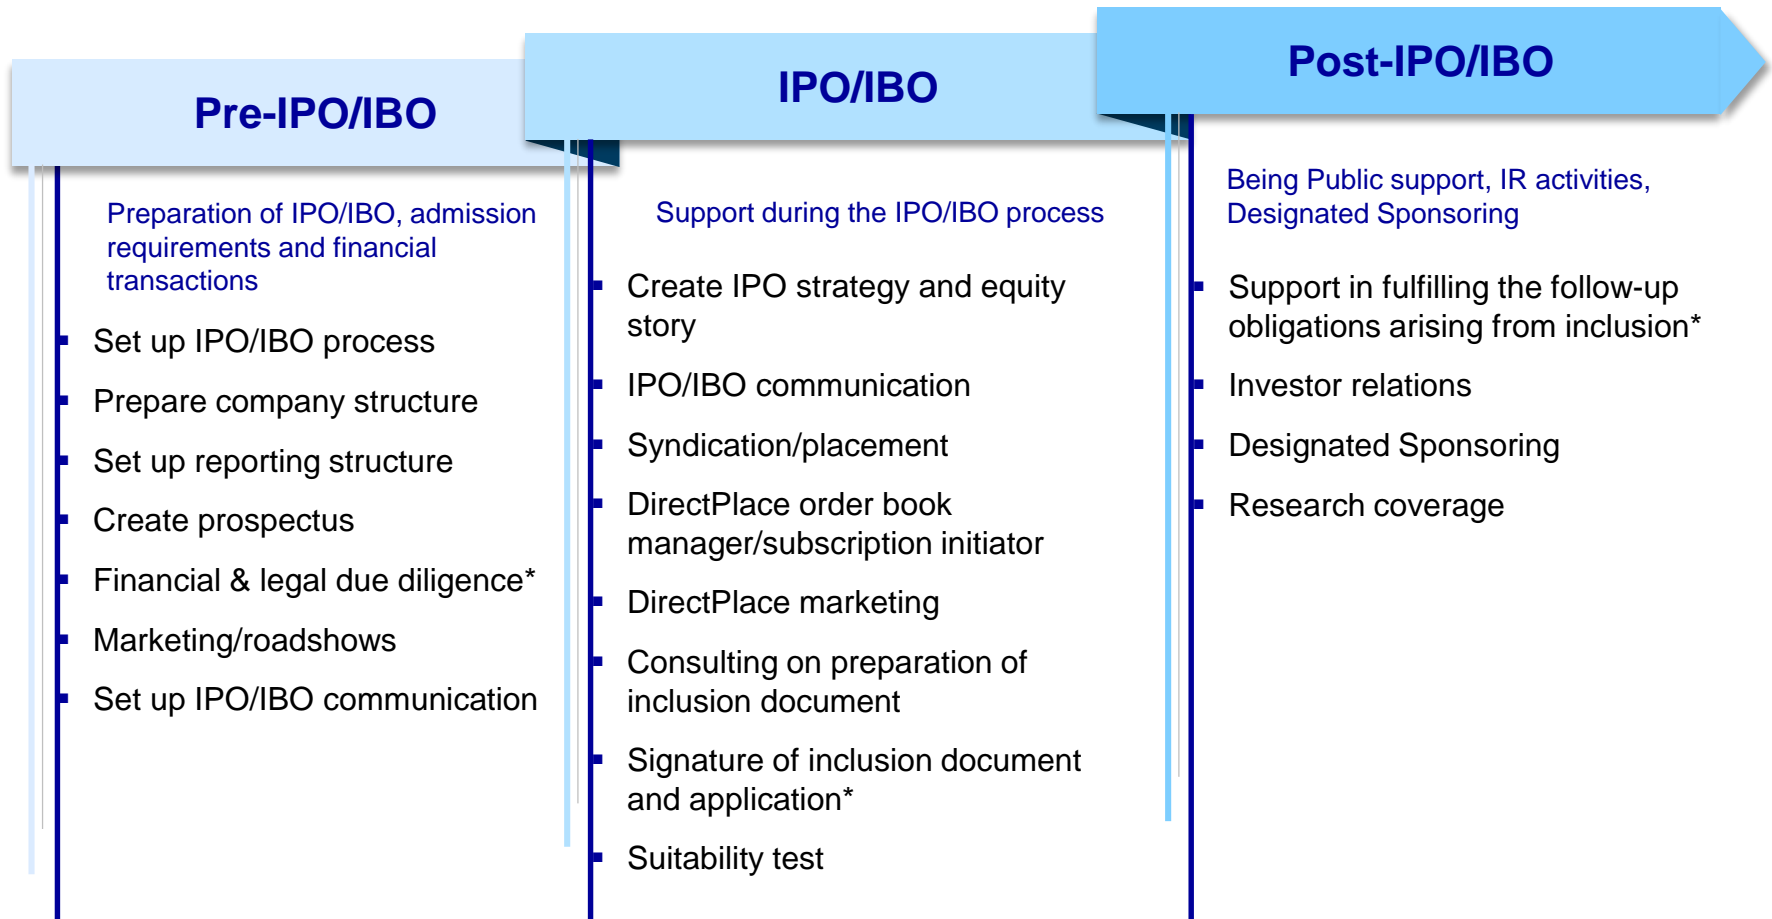 Pre-IPO/IBO
Preparation of IPO/IBO, admission
requirements and financial
transactions
Set up IPO/IBO process
Prepare company structure
Set up reporting structure
Create prospectus
Financial & legal due diligence*
Marketing/roadshows
Set up IPO/IBO communication
IPO/IBO
Support during the IPO/IBO process
Create IPO strategy and equity
story
IPO/IBO communication
Syndication/placement
DirectPlace order book
manager/subscription initiator
DirectPlace marketing
Consulting on preparation of
inclusion document
Signature of inclusion document
and application*
Suitability test
Post-IPO/IBO
Being Public support, IR activities,
Designated Sponsoring
Support in fulfilling the follow-up
obligations arising from inclusion*
Investor relations
Designated Sponsoring
Research coverage